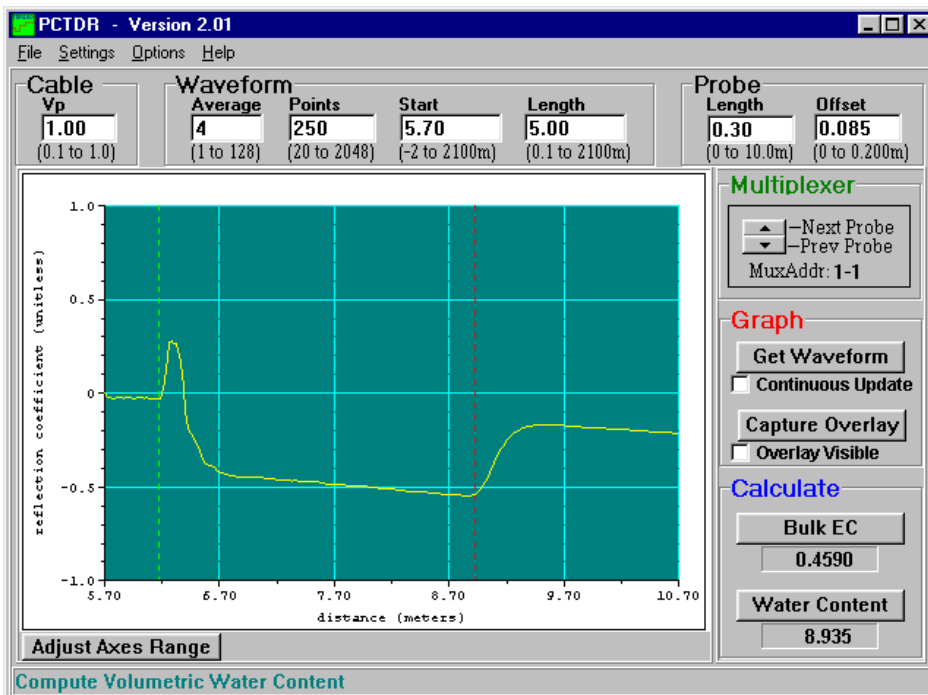 PCTDR - Version 2.01
File Settings Options Help
Cable Waveform Probe
Vp Average Points Start Length Length Offset
1.00 4 250 5.70 5.00 0.30 0.085
(0.1 to 1.0) (1 to 128) (20 to 2048) (-2 to 2100m) (0.1 to 2100m) (0 to 10.0m) (0 to 0.200m)
Multiplexer
Next Probe
Prev Probe
MuxAddr: 1-1
Graph
Get Waveform
Continuous Update
Capture Overlay
Overlay Visible
Calculate
Bulk EC
0.4590
Water Content
8.935
reflection coefficient (unitless)
1.0
0.5
0
-0.5
-1.0
5.70 6.70 7.70 8.70 9.70 10.70
distance (meters)
Adjust Axes Range
Compute Volumetric Water Content